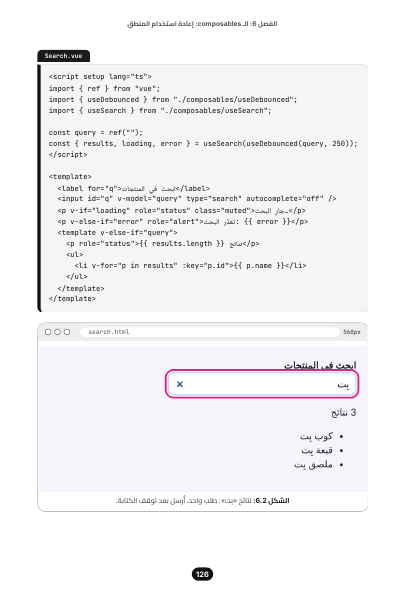 الفصل 6: الـ composables: إعادة استخدام المنطق
Search.vue
<script setup lang="ts">
import { ref } from "vue";
import { useDebounced } from "./composables/useDebounced";
import { useSearch } from "./composables/useSearch";
const query = ref("");
const { results, loading, error } = useSearch(useDebounced(query, 250));
</script>
<template>
<label for="q">ابحث في المنتجات</label>
<input id="q" v-model="query" type="search" autocomplete="off" />
<p v-if="loading" role="status" class="muted">جارٍ البحث…</p>
<p v-else-if="error" role="alert">تعذّر البحث: {{ error }}</p>
<template v-else-if="query">
<p role="status">{{ results.length }} نتائج</p>
<ul>
<li v-for="p in results" :key="p.id">{{ p.name }}</li>
</ul>
</template>
</template>
search.html
560px
ابحث في المنتجات
يت
3 نتائج
• كوب يت
• قبعة يت
• ملصق يت
الشكل 6.2: نتائج «يت»: طلب واحد، أُرسل بعد توقف الكتابة.
126